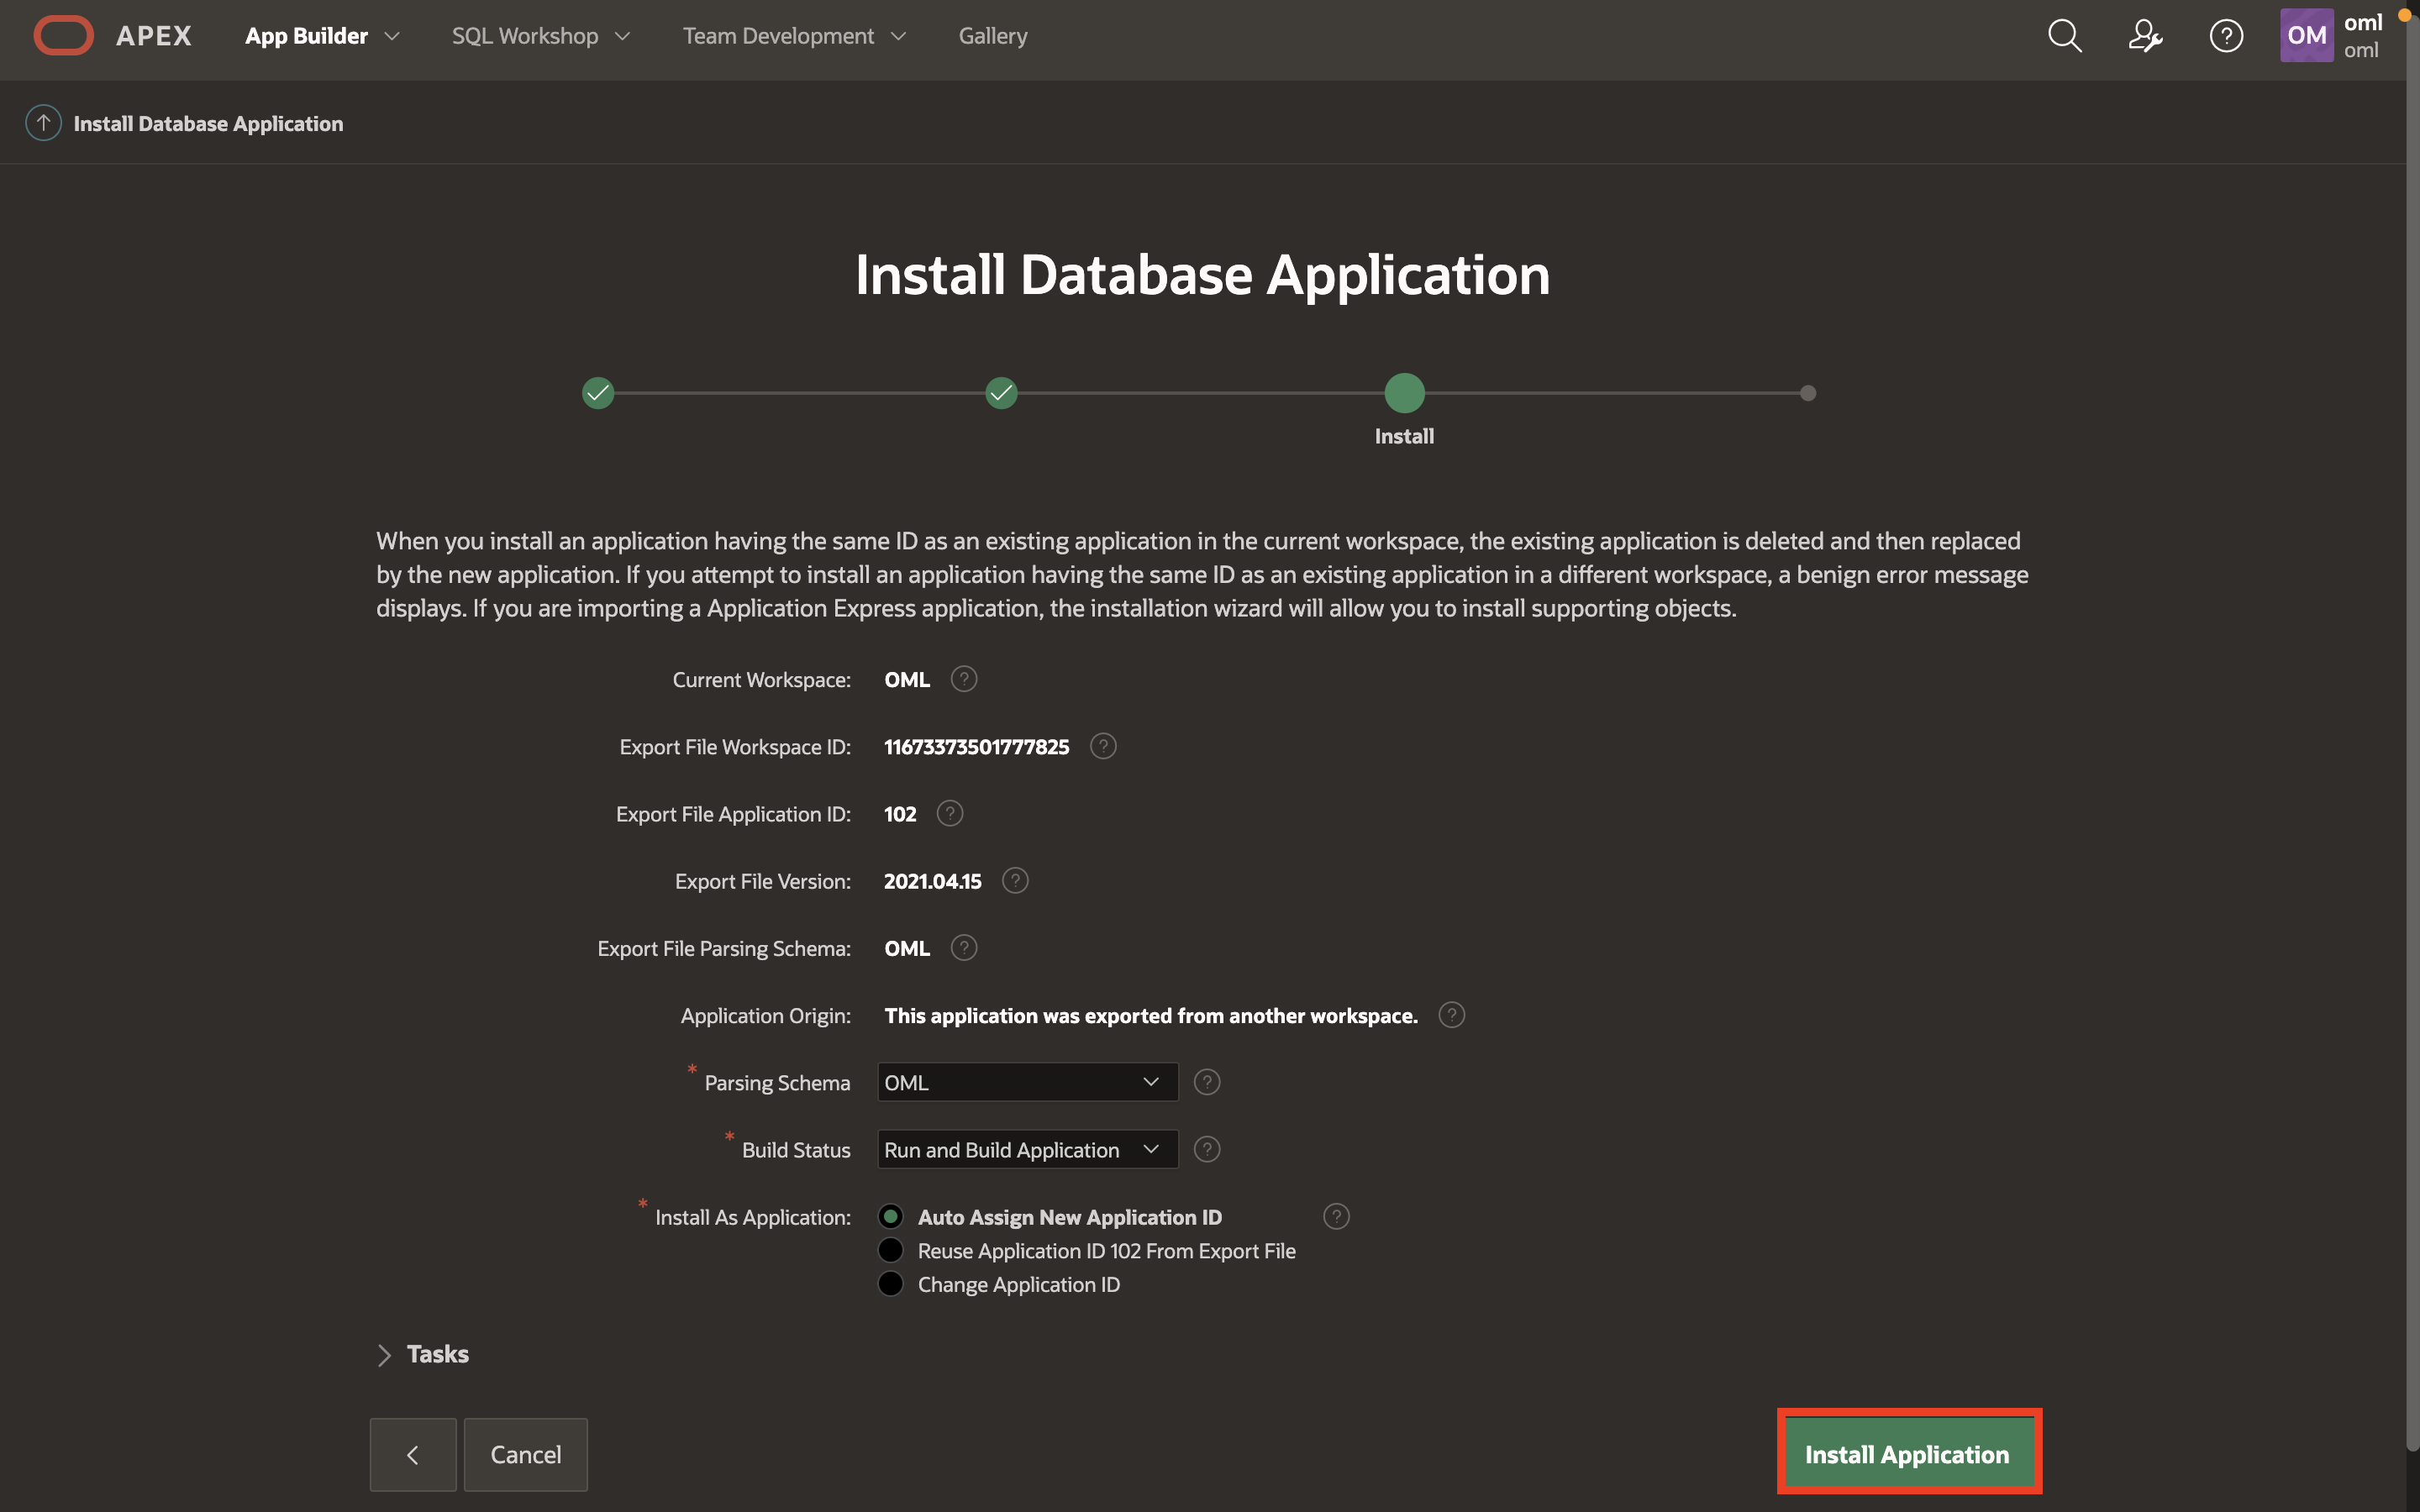 APEX App Builder SQL Workshop Team Development Gallery OM oml
oml
Install Database Application
Install Database Application
Install
When you install an application having the same ID as an existing application in the current workspace, the existing application is deleted and then replaced
by the new application. If you attempt to install an application having the same ID as an existing application in a different workspace, a benign error message
displays. If you are importing a Application Express application, the installation wizard will allow you to install supporting objects.
Current Workspace: OML
Export File Workspace ID: 11673373501777825
Export File Application ID: 102
Export File Version: 2021.04.15
Export File Parsing Schema: OML
Application Origin: This application was exported from another workspace.
* Parsing Schema OML
* Build Status Run and Build Application
* Install As Application: Auto Assign New Application ID
Reuse Application ID 102 From Export File
Change Application ID
Tasks
Cancel Install Application